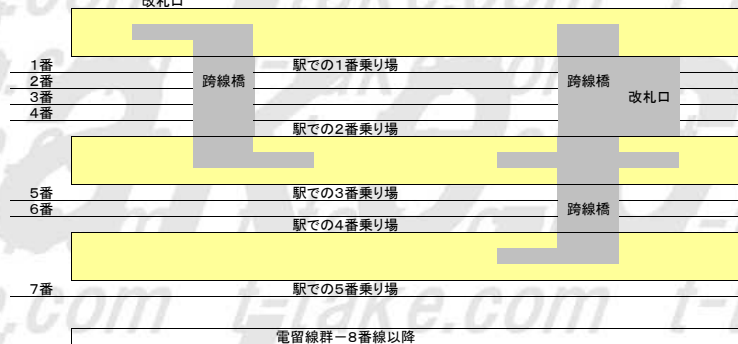 改札口
1番 駅での1番乗り場
2番 跨線橋 跨線橋
3番 改札口
4番
駅での2番乗り場
5番 駅での3番乗り場
6番 跨線橋
駅での4番乗り場
7番 駅での5番乗り場
電留線群－8番線以降
t-take.com